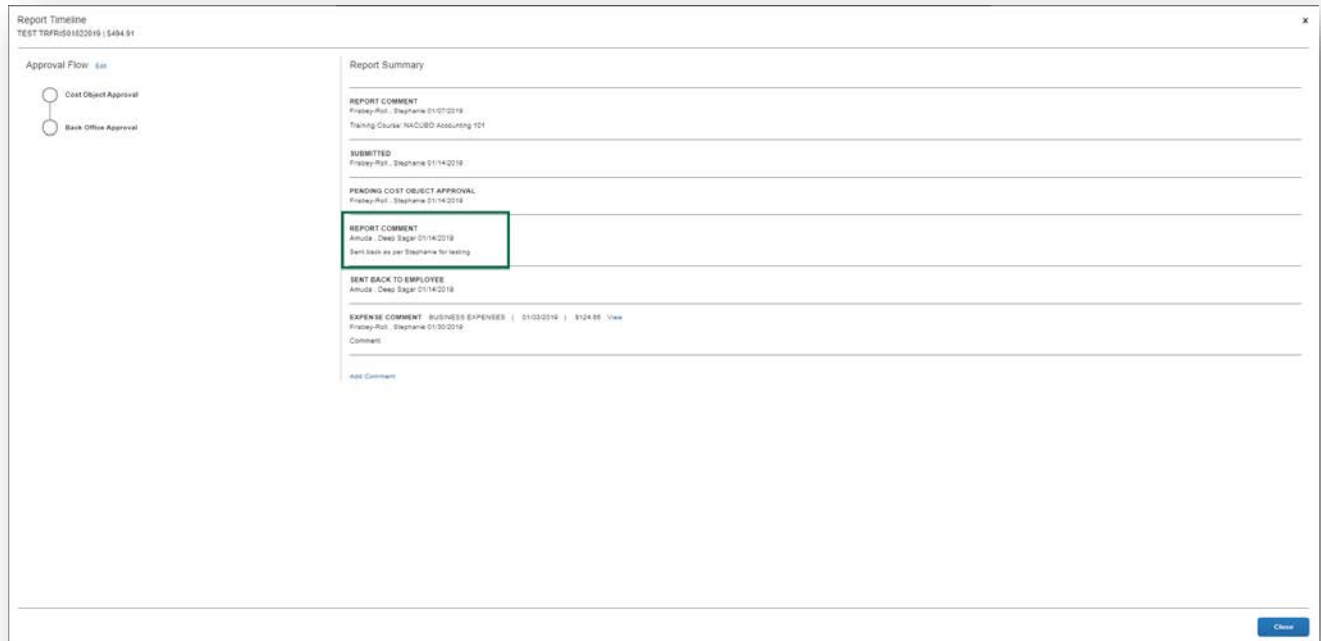 Report Timeline
x
TEST TRFRIS01022019 | $494.91
Approval Flow Edit
Cost Object Approval
Back Office Approval
Report Summary
REPORT COMMENT
Frisbey-Roll , Stephanie 01/07/2019
Training Course: NACUBO Accounting 101
SUBMITTED
Frisbey-Roll , Stephanie 01/14/2019
PENDING COST OBJECT APPROVAL
Frisbey-Roll , Stephanie 01/14/2019
REPORT COMMENT
Amuda , Deep Sagar 01/14/2019
Sent back as per Stephanie for testing
SENT BACK TO EMPLOYEE
Amuda , Deep Sagar 01/14/2019
EXPENSE COMMENT BUSINESS EXPENSES | 01/03/2019 | $124.65 View
Frisbey-Roll , Stephanie 01/30/2019
Comment
Add Comment
Close